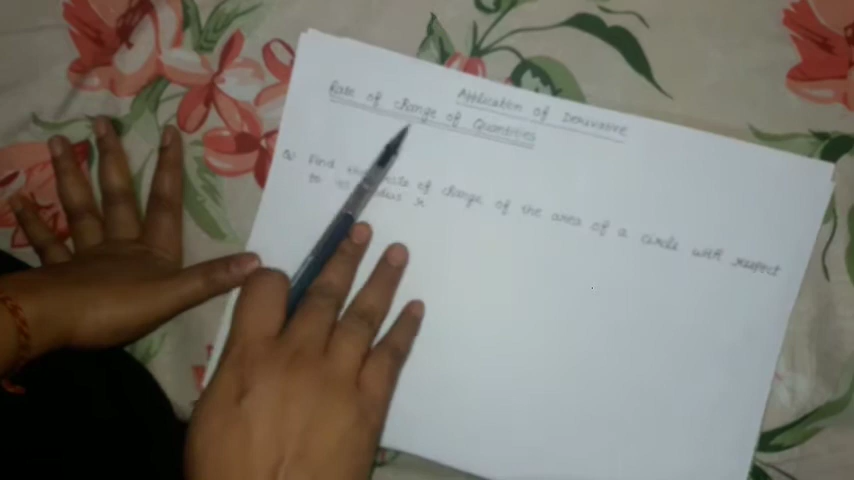 Application of Derivative
Rate of change of Quantities
Q) Find the rate of change of the area of a circle with respect
to its radius r